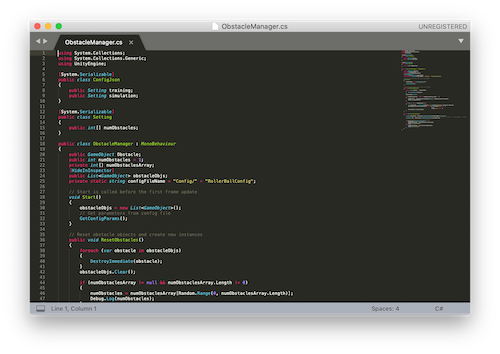 ObstacleManager.cs
UNREGISTERED
ObstacleManager.cs
1 using System.Collections;
2 using System.Collections.Generic;
3 using UnityEngine;
4
5 [System.Serializable]
6 public class ConfigJson
7 {
8 public Setting training;
9 public Setting simulation;
10 }
11
12 [System.Serializable]
13 public class Setting
14 {
15 public int[] numObstacles;
16 }
17
18 public class ObstacleManager : MonoBehaviour
19 {
20 public GameObject Obstacle;
21 public int numObstacles = 1;
22 private int[] numObstaclesArray;
23 [HideInInspector]
24 public List<GameObject> obstacleObjs;
25 private static string configFileName = "Config/" + "RollerBallConfig";
26
27 // Start is called before the first frame update
28 void Start()
29 {
30 obstacleObjs = new List<GameObject>();
31 // Get parameters from config file
32 GetConfigParams();
33 }
34
35 // Reset obstacle objects and create new instances
36 public void ResetObstacles()
37 {
38 foreach (var obstacle in obstacleObjs)
39 {
40 DestroyImmediate(obstacle);
41 }
42 obstacleObjs.Clear();
43
44 if (numObstaclesArray != null && numObstaclesArray.Length != 0)
45 {
46 numObstacles = numObstaclesArray[Random.Range(0, numObstaclesArray.Length)];
47 Debug.Log(numObstacles);
Line 1, Column 1
Spaces: 4
C#